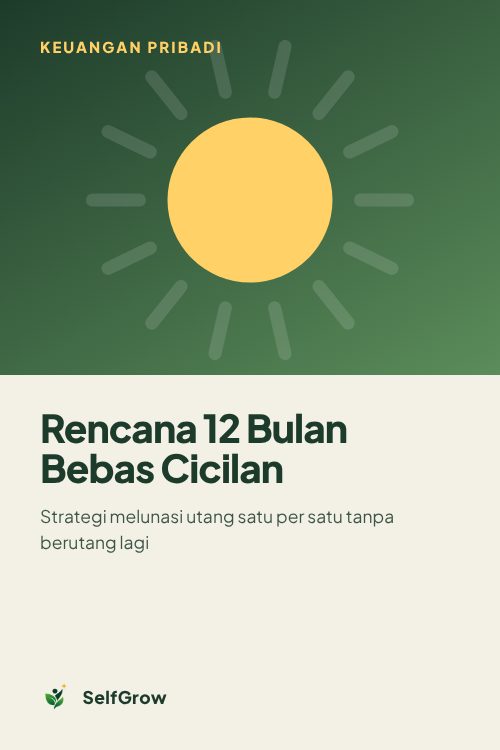 KEUANGAN PRIBADI
Rencana 12 Bulan
Bebas Cicilan
Strategi melunasi utang satu per satu tanpa
berutang lagi
SelfGrow